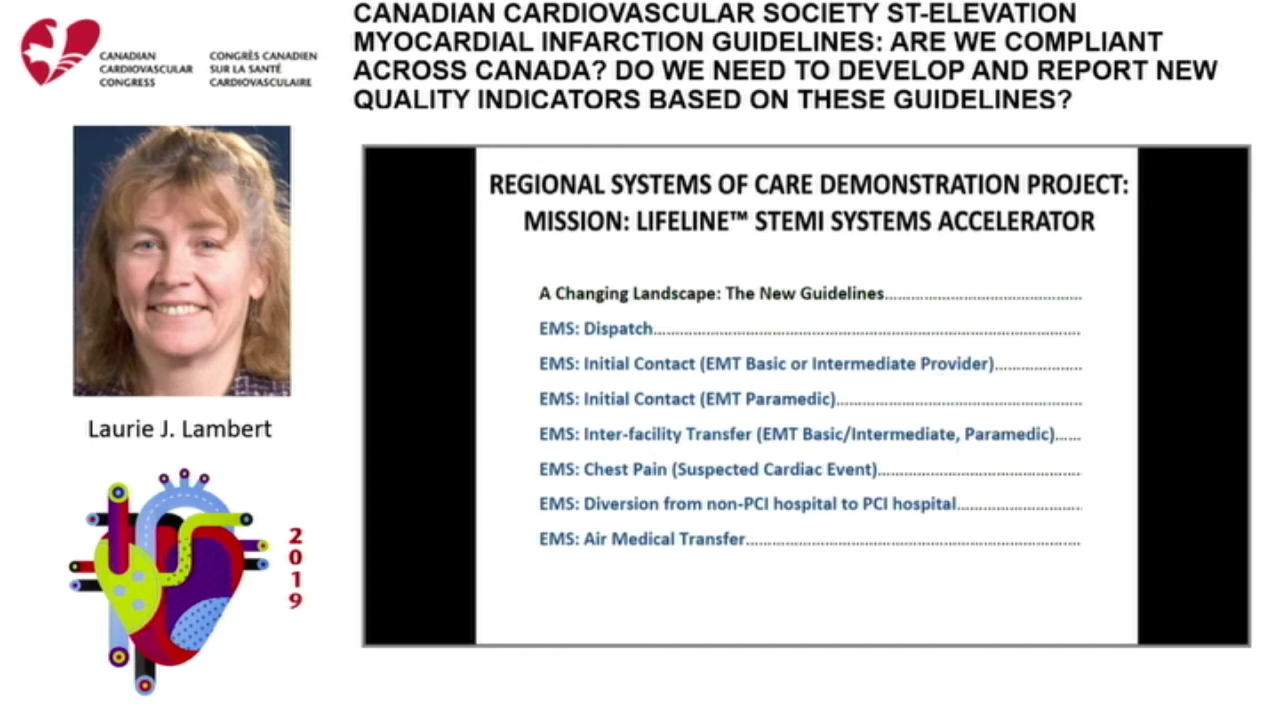 CANADIAN
CARDIOVASCULAR
CONGRESS
CONGRÈS CANADIEN
SUR LA SANTÉ
CARDIOVASCULAIRE
CANADIAN CARDIOVASCULAR SOCIETY ST-ELEVATION
MYOCARDIAL INFARCTION GUIDELINES: ARE WE COMPLIANT
ACROSS CANADA? DO WE NEED TO DEVELOP AND REPORT NEW
QUALITY INDICATORS BASED ON THESE GUIDELINES?
Laurie J. Lambert
2019
REGIONAL SYSTEMS OF CARE DEMONSTRATION PROJECT:
MISSION: LIFELINE™ STEMI SYSTEMS ACCELERATOR
A Changing Landscape: The New Guidelines..........................................
EMS: Dispatch..........................................................................................
EMS: Initial Contact (EMT Basic or Intermediate Provider)...................
EMS: Initial Contact (EMT Paramedic)....................................................
EMS: Inter-facility Transfer (EMT Basic/Intermediate, Paramedic)......
EMS: Chest Pain (Suspected Cardiac Event)...........................................
EMS: Diversion from non-PCI hospital to PCI hospital..........................
EMS: Air Medical Transfer.......................................................................